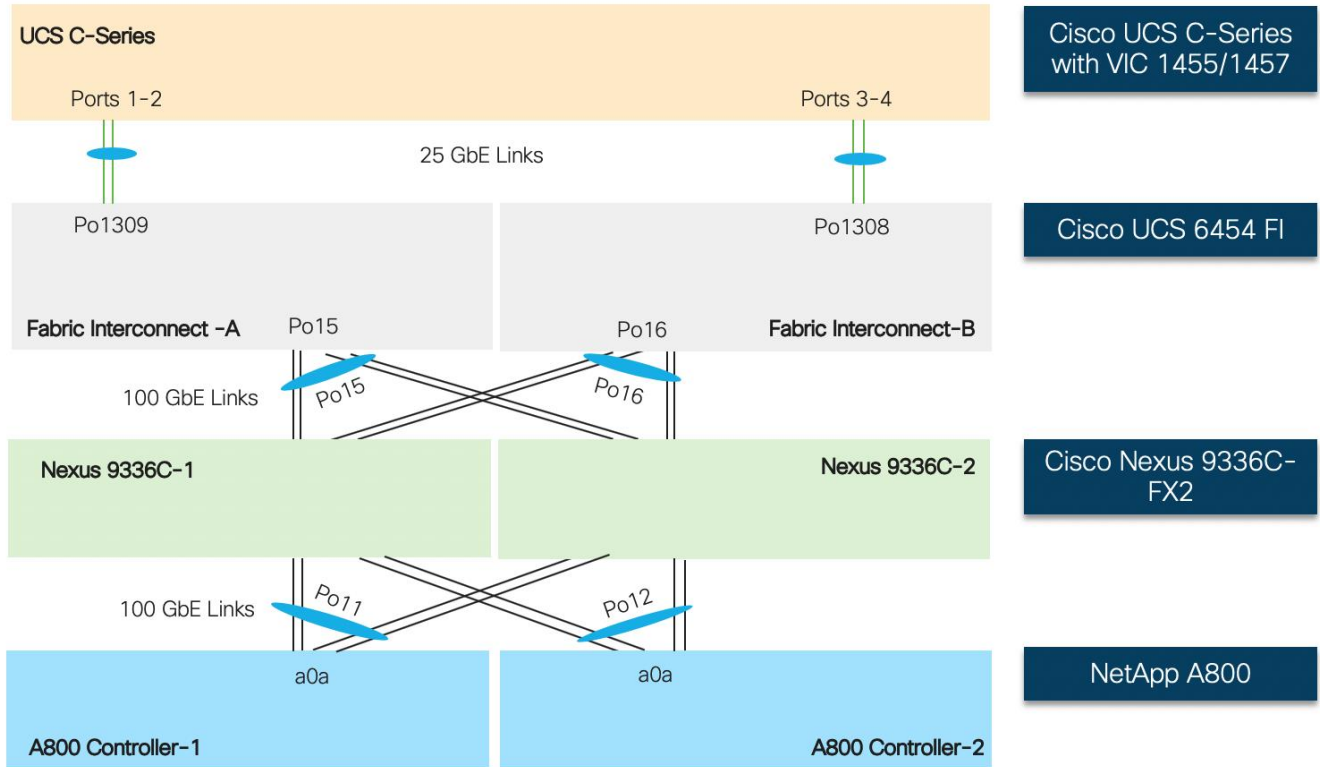 UCS C-Series
Cisco UCS C-Series
with VIC 1455/1457
Ports 1-2
Ports 3-4
25 GbE Links
Po1309
Po1308
Cisco UCS 6454 FI
Fabric Interconnect -A
Po15
Po16
Fabric Interconnect-B
100 GbE Links
Po15
Po16
Nexus 9336C-1
Nexus 9336C-2
Cisco Nexus 9336C-
FX2
100 GbE Links
Po11
Po12
a0a
a0a
NetApp A800
A800 Controller-1
A800 Controller-2